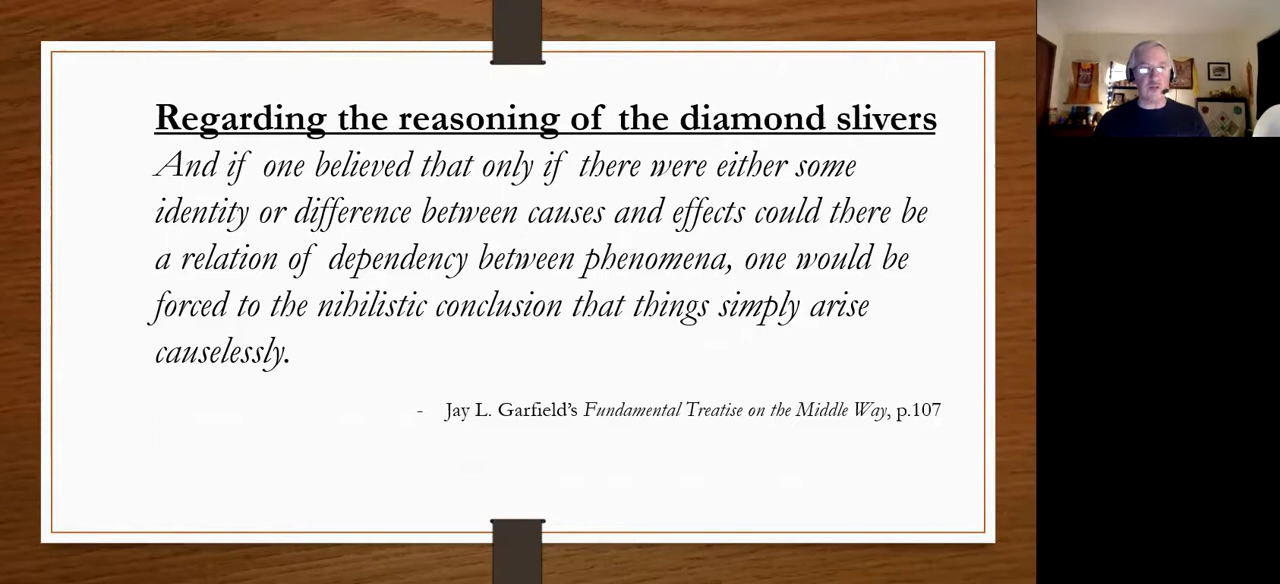 Regarding the reasoning of the diamond slivers
And if one believed that only if there were either some
identity or difference between causes and effects could there be
a relation of dependency between phenomena, one would be
forced to the nihilistic conclusion that things simply arise
causelessly.
- Jay L. Garfield’s Fundamental Treatise on the Middle Way, p.107